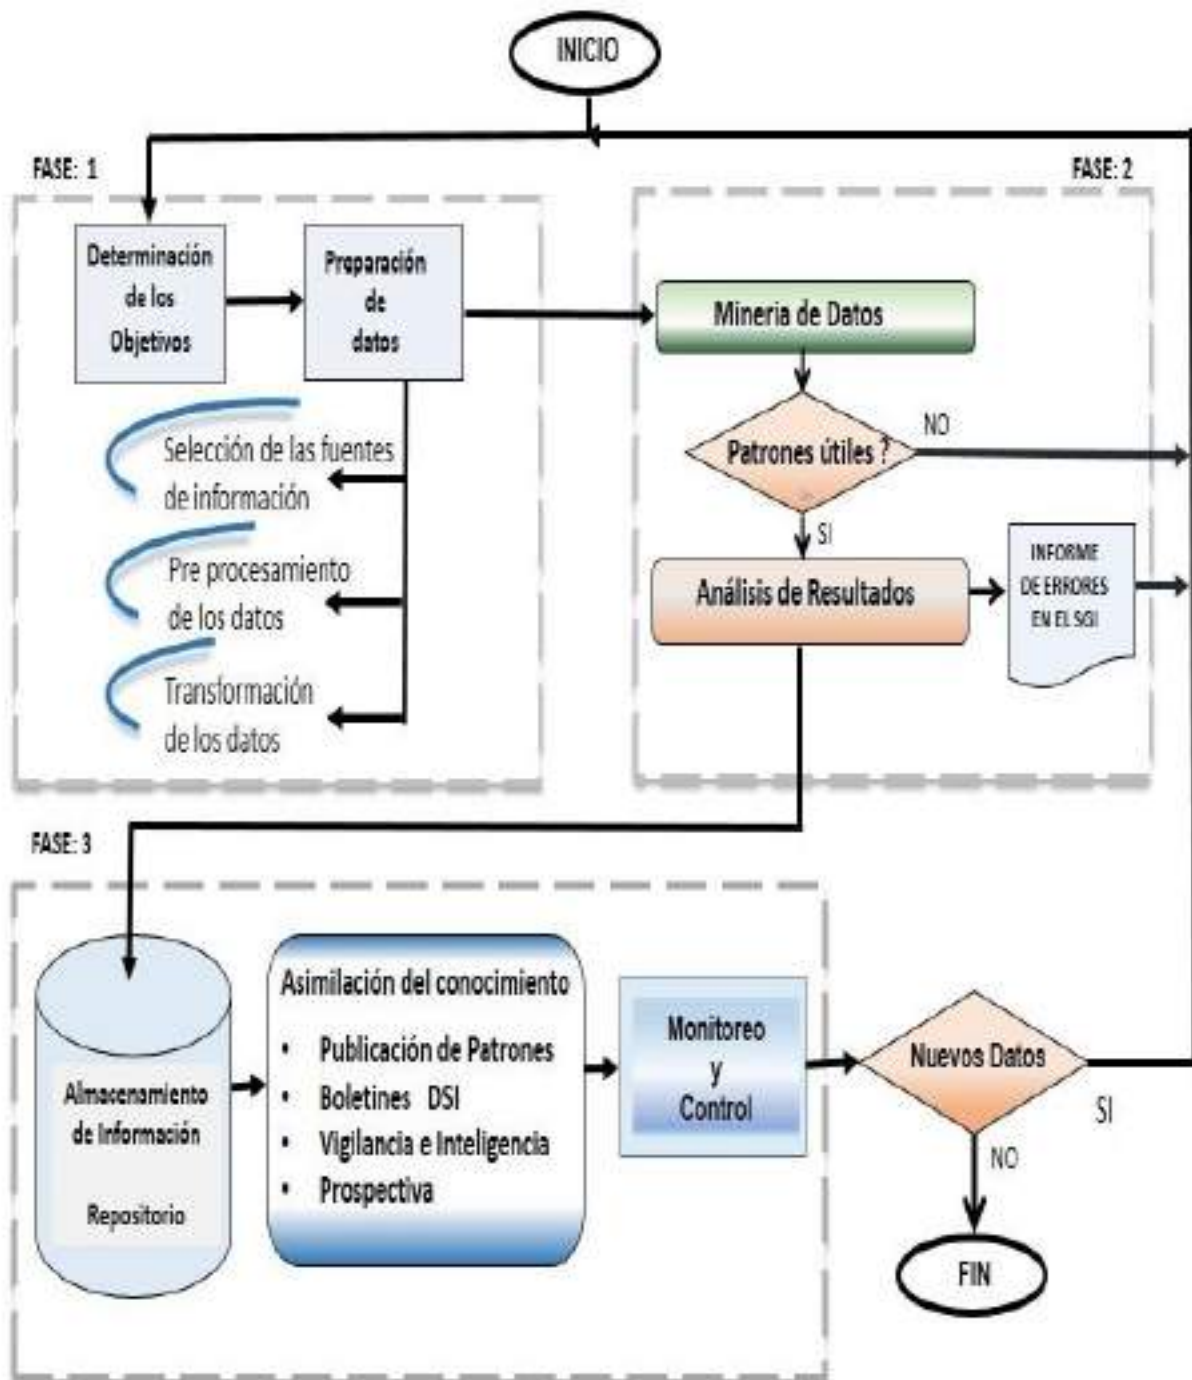 INICIO
FASE: 1
FASE: 2
Determinación
de los
Objetivos
Preparación
de
datos
Selección de las fuentes
de información
Pre procesamiento
de los datos
Transformación
de los datos
Mineria de Datos
Patrones útiles ?
NO
SI
Análisis de Resultados
INFORME
DE ERRORES
EN EL SGI
FASE: 3
Almacenamiento
de Información
Repositorio
Asimilación del conocimiento
• Publicación de Patrones
• Boletines DSI
• Vigilancia e Inteligencia
• Prospectiva
Monitoreo
y
Control
Nuevos Datos
SI
NO
FIN